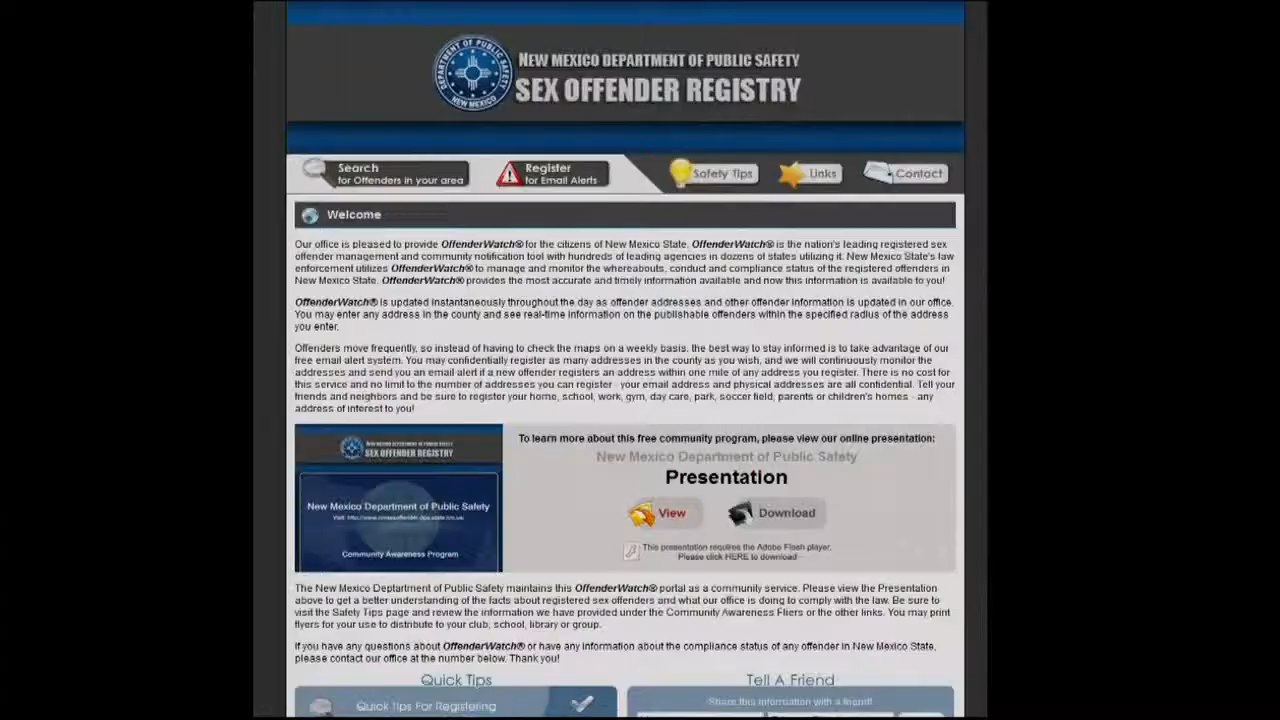 DEPARTMENT OF PUBLIC SAFETY
NEW MEXICO
NEW MEXICO DEPARTMENT OF PUBLIC SAFETY
SEX OFFENDER REGISTRY
Search
for Offenders in your area
Register
for Email Alerts
Safety Tips
Links
Contact
Welcome
Our office is pleased to provide OffenderWatch® for the citizens of New Mexico State. OffenderWatch® is the nation's leading registered sex
offender management and community notification tool with hundreds of leading agencies in dozens of states utilizing it. New Mexico State's law
enforcement utilizes OffenderWatch® to manage and monitor the whereabouts, conduct and compliance status of the registered offenders in
New Mexico State. OffenderWatch® provides the most accurate and timely information available and now this information is available to you!
OffenderWatch® is updated instantaneously throughout the day as offender addresses and other offender information is updated in our office.
You may enter any address in the county and see real-time information on the publishable offenders within the specified radius of the address
you enter.
Offenders move frequently, so instead of having to check the maps on a weekly basis, the best way to stay informed is to take advantage of our
free email alert system. You may confidentially register as many addresses in the county as you wish, and we will continuously monitor the
addresses and send you an email alert if a new offender registers an address within one mile of any address you register. There is no cost for
this service and no limit to the number of addresses you can register - your email address and physical addresses are all confidential. Tell your
friends and neighbors and be sure to register your home, school, work, gym, day care, park, soccer field, parents or children's homes - any
address of interest to you!
NEW MEXICO DEPARTMENT OF PUBLIC SAFETY
SEX OFFENDER REGISTRY
New Mexico Department of Public Safety
Community Awareness Program
To learn more about this free community program, please view our online presentation:
New Mexico Department of Public Safety
Presentation
View
Download
This presentation requires the Adobe Flash player.
Please click HERE to download
The New Mexico Deptartment of Public Safety maintains this OffenderWatch® portal as a community service. Please view the Presentation
above to get a better understanding of the facts about registered sex offenders and what our office is doing to comply with the law. Be sure to
visit the Safety Tips page and review the information we have provided under the Community Awareness Fliers or the other links. You may print
flyers for your use to distribute to your club, school, library or group.
If you have any questions about OffenderWatch® or have any information about the compliance status of any offender in New Mexico State,
please contact our office at the number below. Thank you!
Quick Tips
Tell A Friend
Quick Tips For Registering
Share this information with a friend!